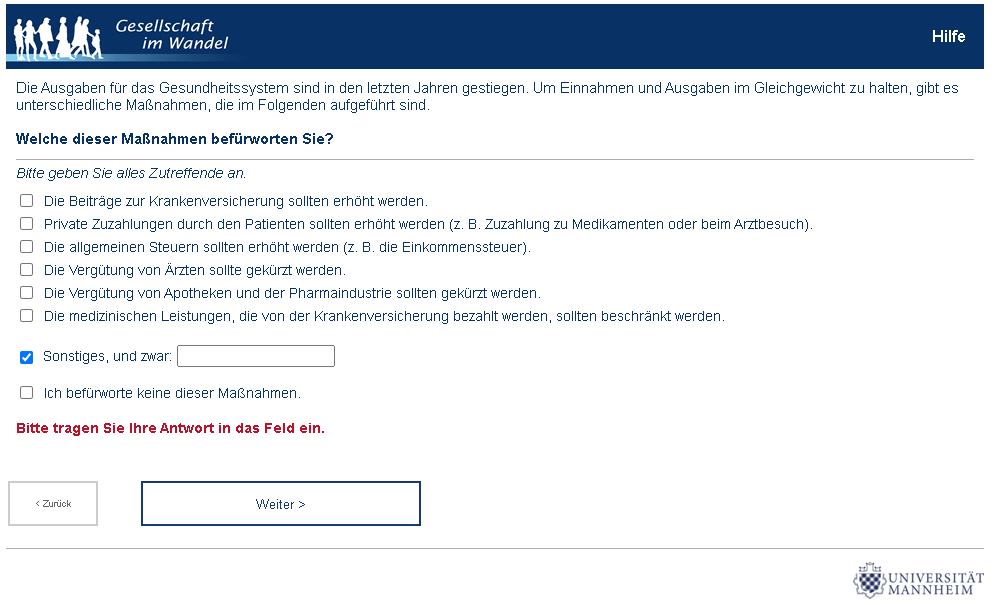 Gesellschaft
im Wandel
Hilfe
Die Ausgaben für das Gesundheitssystem sind in den letzten Jahren gestiegen. Um Einnahmen und Ausgaben im Gleichgewicht zu halten, gibt es
unterschiedliche Maßnahmen, die im Folgenden aufgeführt sind.
Welche dieser Maßnahmen befürworten Sie?
Bitte geben Sie alles Zutreffende an.
Die Beiträge zur Krankenversicherung sollten erhöht werden.
Private Zuzahlungen durch den Patienten sollten erhöht werden (z. B. Zuzahlung zu Medikamenten oder beim Arztbesuch).
Die allgemeinen Steuern sollten erhöht werden (z. B. die Einkommenssteuer).
Die Vergütung von Ärzten sollte gekürzt werden.
Die Vergütung von Apotheken und der Pharmaindustrie sollten gekürzt werden.
Die medizinischen Leistungen, die von der Krankenversicherung bezahlt werden, sollten beschränkt werden.
Sonstiges, und zwar:
Ich befürworte keine dieser Maßnahmen.
Bitte tragen Sie Ihre Antwort in das Feld ein.
< Zurück
Weiter >
UNIVERSITÄT
MANNHEIM